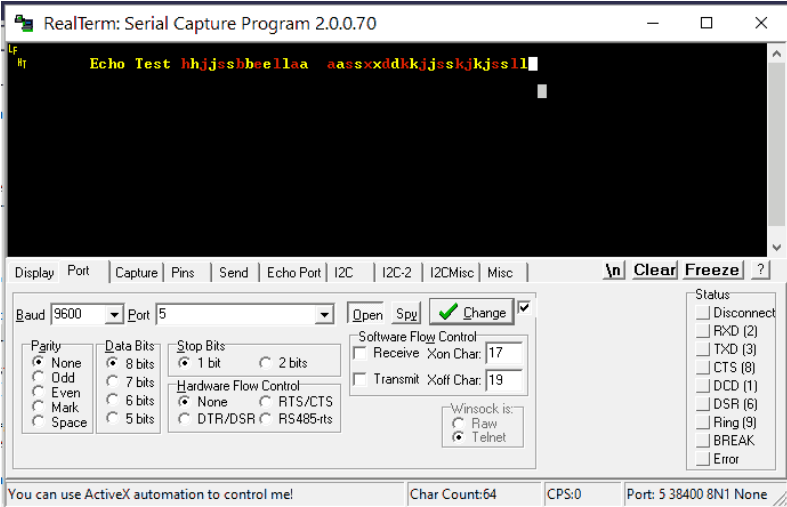 RealTerm: Serial Capture Program 2.0.0.70
LF
HT Echo Test hhjjssbbeellaa aassxxddkkjjsskjkjssll
Display Port Capture Pins Send Echo Port I2C I2C-2 I2CMisc Misc \n Clear Freeze ?
Baud 9600 Port 5 Open Spy Change
Parity
None
Odd
Even
Mark
Space
Data Bits
8 bits
7 bits
6 bits
5 bits
Stop Bits
1 bit 2 bits
Hardware Flow Control
None RTS/CTS
DTR/DSR RS485-rts
Software Flow Control
Receive Xon Char: 17
Transmit Xoff Char: 19
Winsock is:
Raw
Telnet
Status
Disconnect
RXD (2)
TXD (3)
CTS (8)
DCD (1)
DSR (6)
Ring (9)
BREAK
Error
You can use ActiveX automation to control me! Char Count:64 CPS:0 Port: 5 38400 8N1 None